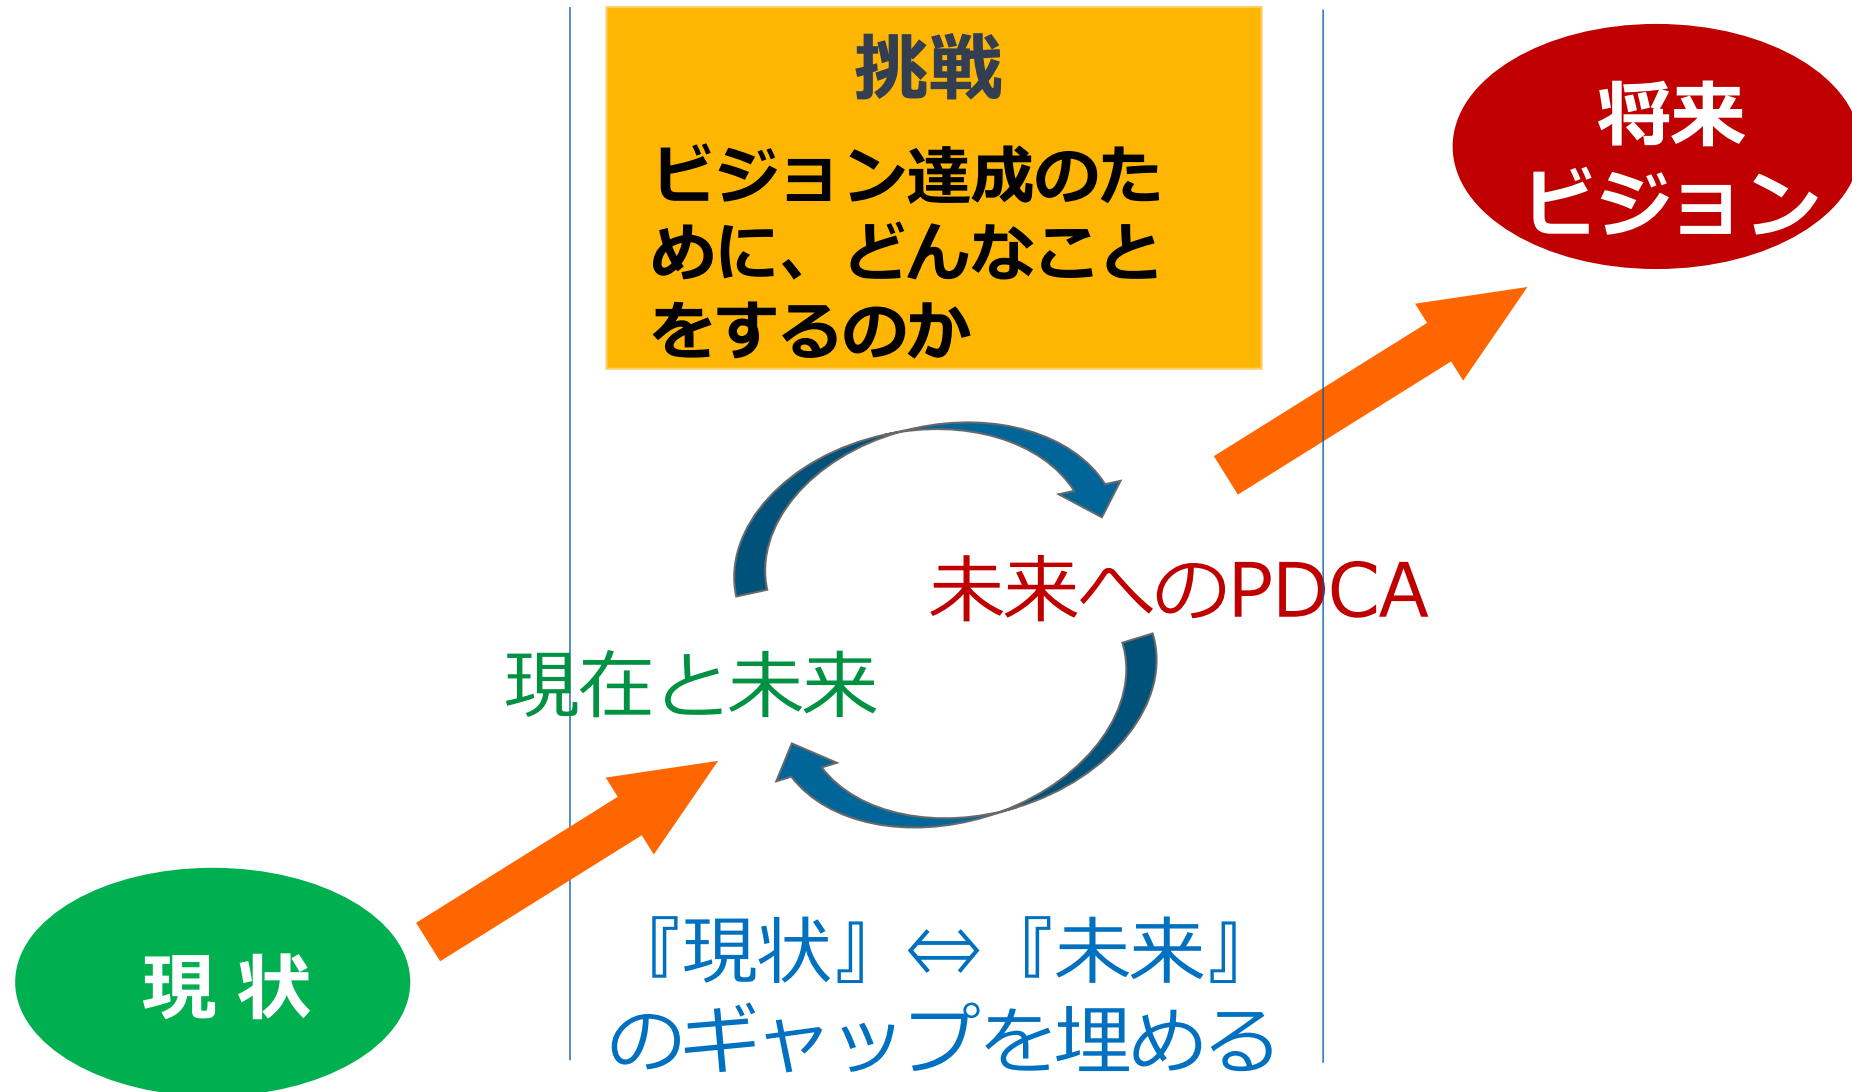 挑戦
ビジョン達成のた
めに、どんなこと
をするのか
将来
ビジョン
未来へのPDCA
現在と未来
現 状
『現状』⇔『未来』
のギャップを埋める